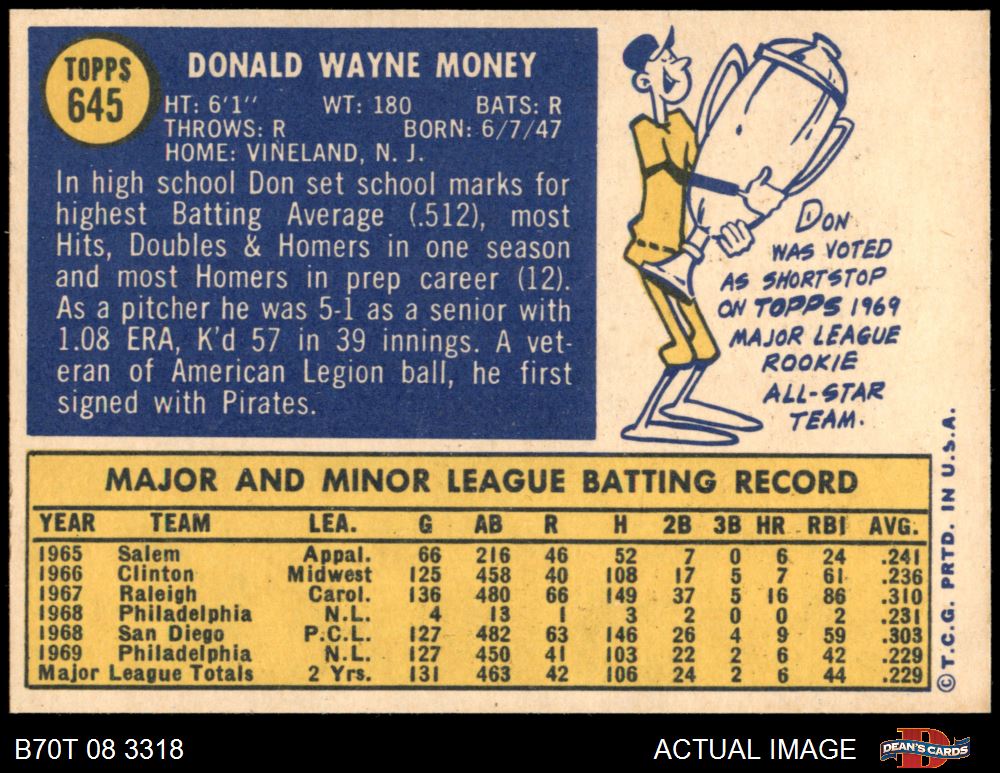 TOPPS
645
DONALD WAYNE MONEY
HT: 6'1" WT: 180 BATS: R
THROWS: R BORN: 6/7/47
HOME: VINELAND, N. J.
In high school Don set school marks for
highest Batting Average (.512), most
Hits, Doubles & Homers in one season
and most Homers in prep career (12).
As a pitcher he was 5-1 as a senior with
1.08 ERA, K'd 57 in 39 innings. A vet-
eran of American Legion ball, he first
signed with Pirates.
DON
WAS VOTED
AS SHORTSTOP
ON TOPPS 1969
MAJOR LEAGUE
ROOKIE
ALL-STAR
TEAM.
MAJOR AND MINOR LEAGUE BATTING RECORD
YEAR TEAM LEA. G AB R H 2B 3B HR RBI AVG.
1965 Salem Appal. 66 216 46 52 7 0 6 24 .241
1966 Clinton Midwest 125 458 40 108 17 5 7 61 .236
1967 Raleigh Carol. 136 480 66 149 37 5 16 86 .310
1968 Philadelphia N.L. 4 13 1 3 2 0 0 2 .231
1968 San Diego P.C.L. 127 482 63 146 26 4 9 59 .303
1969 Philadelphia N.L. 127 450 41 103 22 2 6 42 .229
Major League Totals 2 Yrs. 131 463 42 106 24 2 6 44 .229
©T.C.G. PRTD. IN U.S.A.
B70T 08 3318 ACTUAL IMAGE
D
DEAN'S CARDS